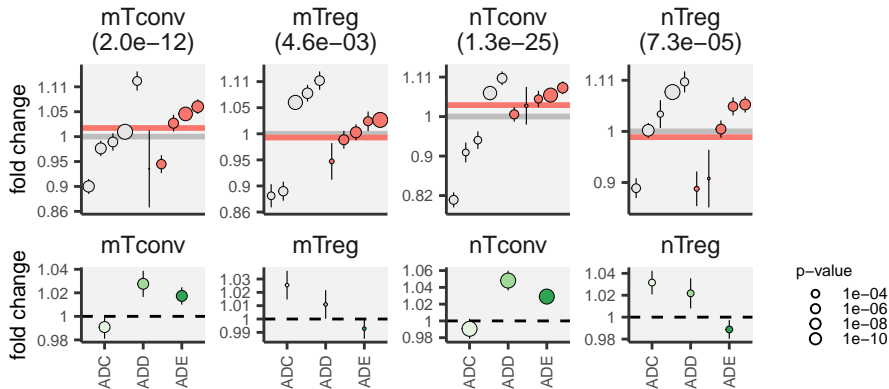 mTconv
(2.0e−12)
mTreg
(4.6e−03)
nTconv
(1.3e−25)
nTreg
(7.3e−05)
fold change
1.11
1.05
1
0.95
0.9
0.86
1.11
1.05
1
0.95
0.9
0.86
1.11
1
0.9
0.82
1.11
1
0.9
mTconv
mTreg
nTconv
nTreg
fold change
1.04
1.02
1
0.98
1.03
1.02
1.01
1
0.99
1.06
1.04
1.02
1
0.98
1.04
1.02
1
0.98
ADC
ADD
ADE
ADC
ADD
ADE
ADC
ADD
ADE
ADC
ADD
ADE
p−value
1e−04
1e−06
1e−08
1e−10